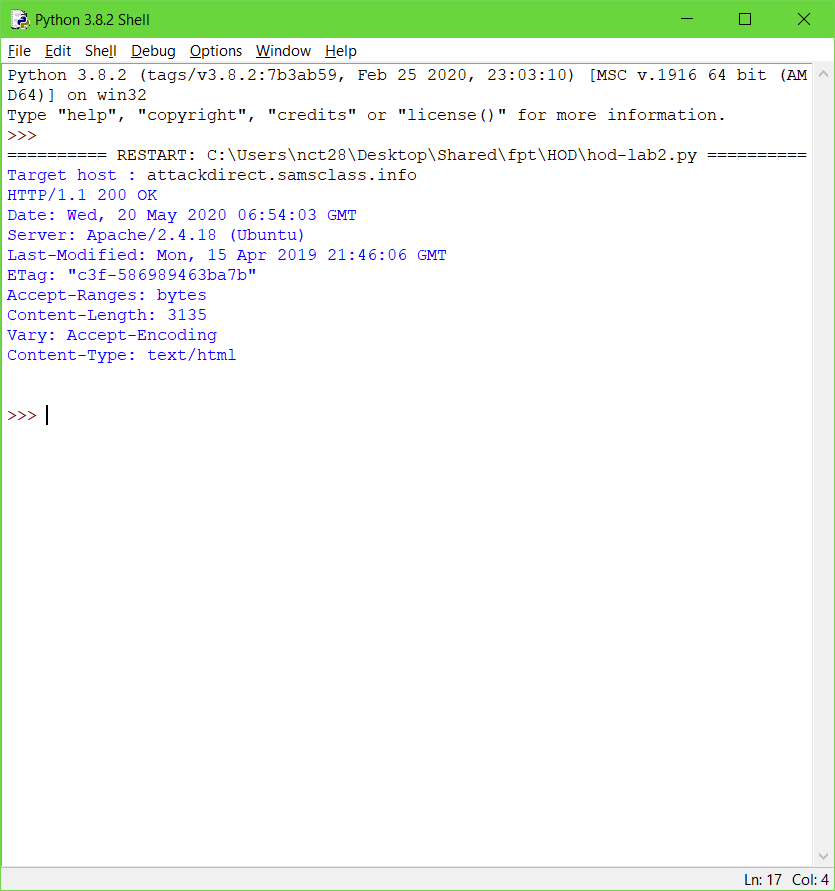 Python 3.8.2 Shell
File Edit Shell Debug Options Window Help
Python 3.8.2 (tags/v3.8.2:7b3ab59, Feb 25 2020, 23:03:10) [MSC v.1916 64 bit (AM
D64)] on win32
Type "help", "copyright", "credits" or "license()" for more information.
>>>
========== RESTART: C:\Users\nct28\Desktop\Shared\fpt\HOD\hod-lab2.py ==========
Target host : attackdirect.samsclass.info
HTTP/1.1 200 OK
Date: Wed, 20 May 2020 06:54:03 GMT
Server: Apache/2.4.18 (Ubuntu)
Last-Modified: Mon, 15 Apr 2019 21:46:06 GMT
ETag: "c3f-586989463ba7b"
Accept-Ranges: bytes
Content-Length: 3135
Vary: Accept-Encoding
Content-Type: text/html
>>>
Ln: 17 Col: 4